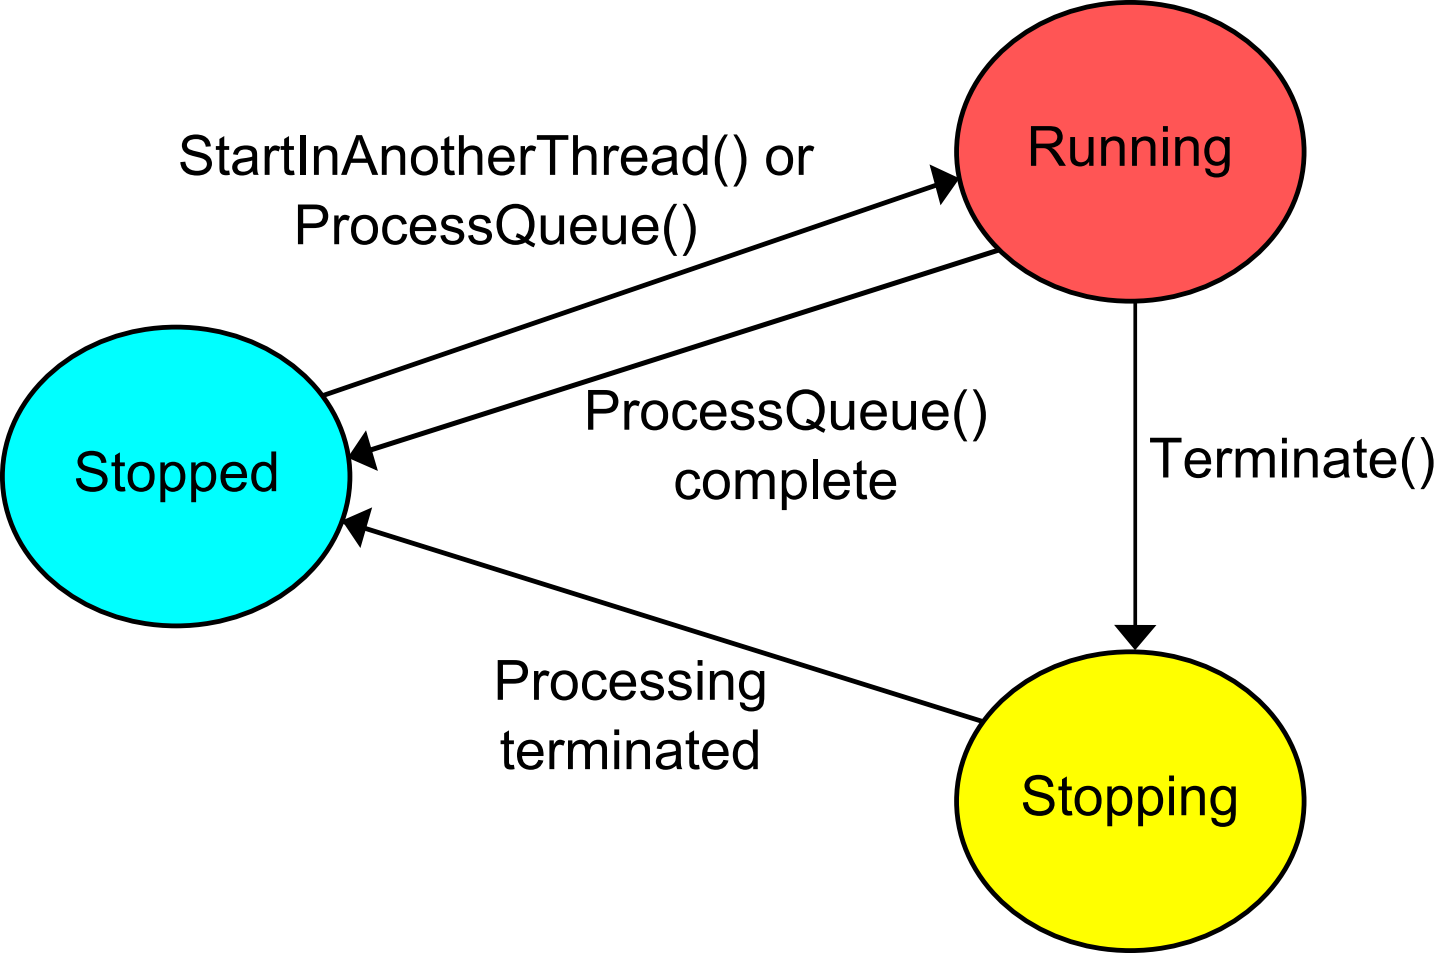 Running
StartInAnotherThread() or
ProcessQueue()
ProcessQueue()
complete
Terminate()
Stopped
Processing
terminated
Stopping